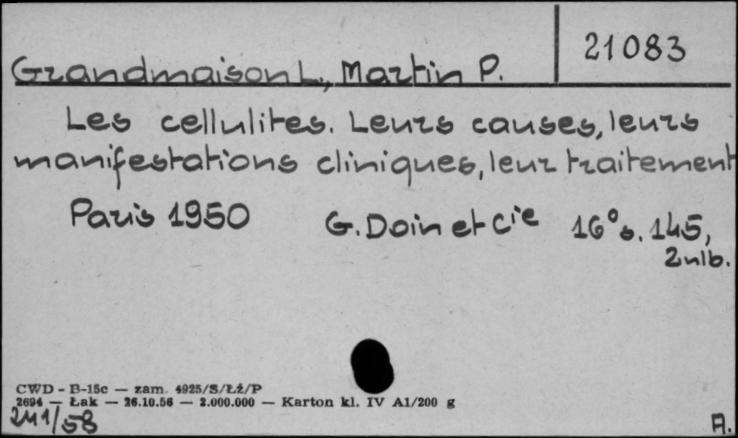 21083
Grandmaison L., Martin P.
Les cellulites. Leurs causes, leurs
manifestations cliniques, leur traitement
Paris 1950 G. Doin et Cie 16° s. 145,
2 nlb.
CWD - B-15c — zam. 4925/S/Łź/P
2694 — Łak — 26.10.56 — 2.000.000 — Karton kl. IV A1/200 g
241/58
A.